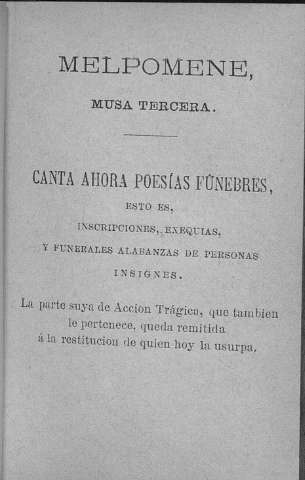 MELPOMENE,
MUSA TERCERA.
CANTA AHORA POESÍAS FÚNEBRES,
ESTO ES,
INSCRIPCIONES, EXEQUIAS,
Y FUNERALES ALABANZAS DE PERSONAS
INSIGNES.
La parte suya de Accion Trágica, que tambien
le pertenece, queda remitida
á la restitucion de quien hoy la usurpa.